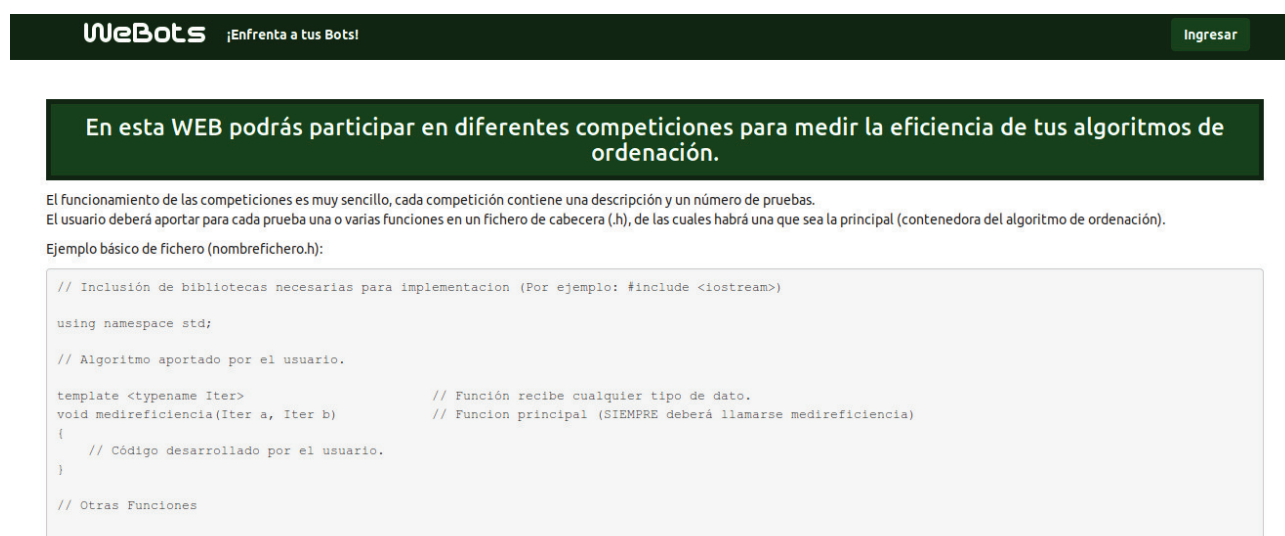 WeBots ¡Enfrenta a tus Bots! Ingresar
En esta WEB podrás participar en diferentes competiciones para medir la eficiencia de tus algoritmos de
ordenación.
El funcionamiento de las competiciones es muy sencillo, cada competición contiene una descripción y un número de pruebas.
El usuario deberá aportar para cada prueba una o varias funciones en un fichero de cabecera (.h), de las cuales habrá una que sea la principal (contenedora del algoritmo de ordenación).
Ejemplo básico de fichero (nombrefichero.h):
// Inclusión de bibliotecas necesarias para implementacion (Por ejemplo: #include <iostream>)
using namespace std;
// Algoritmo aportado por el usuario.
template <typename Iter> // Función recibe cualquier tipo de dato.
void medireficiencia(Iter a, Iter b) // Funcion principal (SIEMPRE deberá llamarse medireficiencia)
{
// Código desarrollado por el usuario.
}
// Otras Funciones